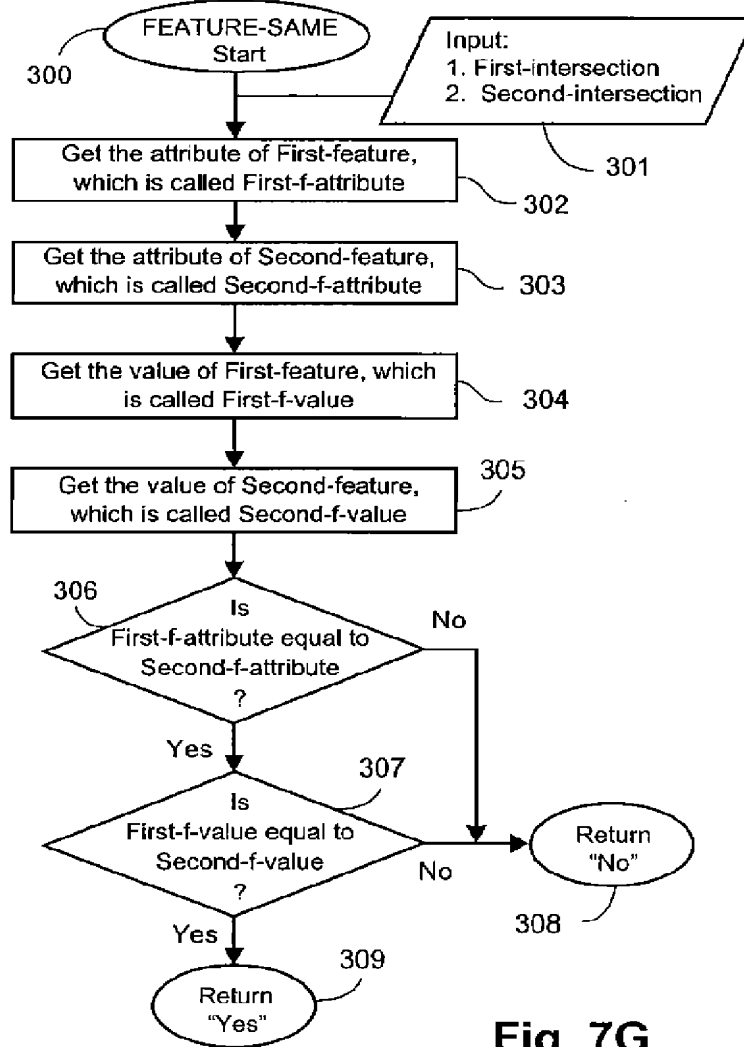 FEATURE-SAME
Start
300
Input:
1. First-intersection
2. Second-intersection
301
Get the attribute of First-feature,
which is called First-f-attribute
302
Get the attribute of Second-feature,
which is called Second-f-attribute
303
Get the value of First-feature, which
is called First-f-value
304
Get the value of Second-feature,
which is called Second-f-value
305
306
Is
First-f-attribute equal to
Second-f-attribute
?
No
Yes
307
Is
First-f-value equal to
Second-f-value
?
No
Return
"No"
308
Yes
309
Return
"Yes"
Fig. 7G